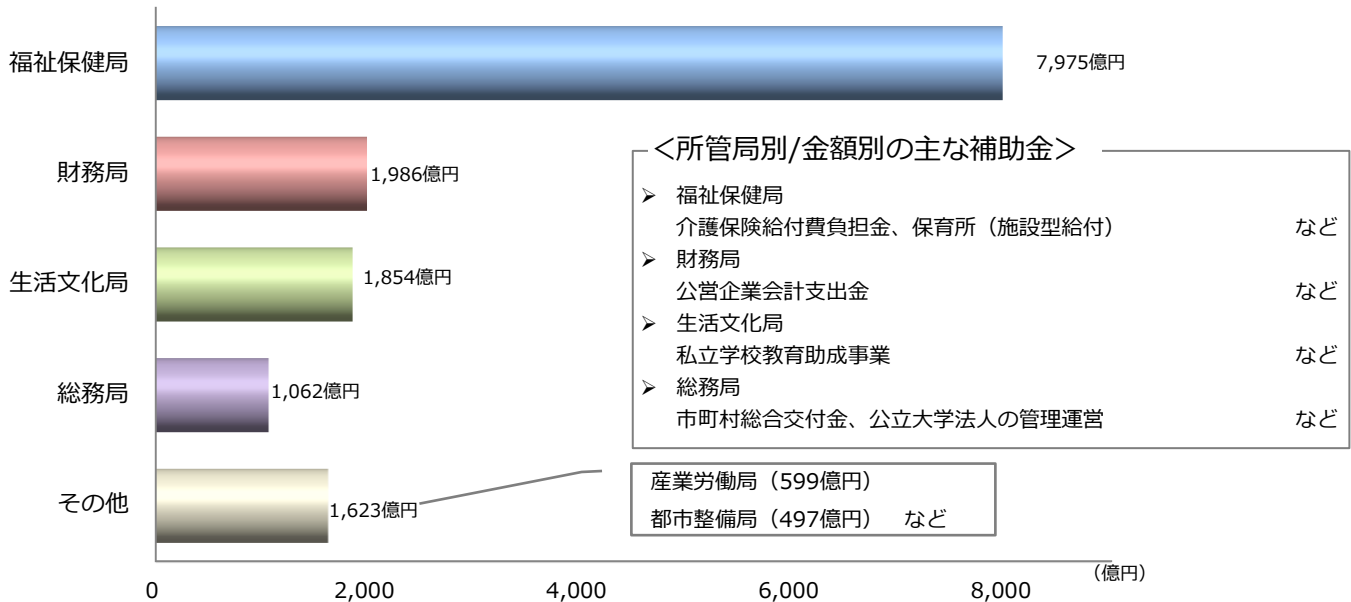 福祉保健局
7,975億円
財務局
1,986億円
生活文化局
1,854億円
総務局
1,062億円
その他
1,623億円
＜所管局別/金額別の主な補助金＞
➢ 福祉保健局
介護保険給付費負担金、保育所（施設型給付） など
➢ 財務局
公営企業会計支出金 など
➢ 生活文化局
私立学校教育助成事業 など
➢ 総務局
市町村総合交付金、公立大学法人の管理運営 など
産業労働局（599億円）
都市整備局（497億円） など
0 2,000 4,000 6,000 8,000
（億円）